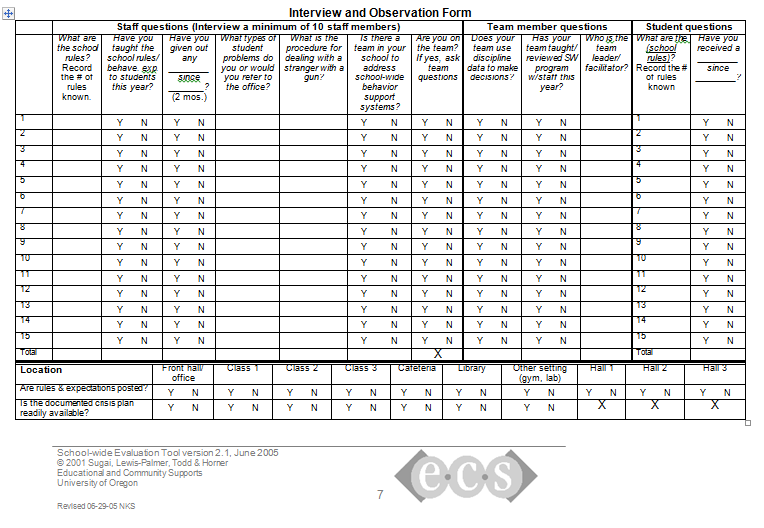 Interview and Observation Form
Staff questions (Interview a minimum of 10 staff members) Team member questions Student questions
What are the school rules? Record the # of rules known.
Have you taught the school rules/ behave. exp. to students this year?
Have you given out any ________ since ________? (2 mos.)
What types of student problems do you or would you refer to the office?
What is the procedure for dealing with a stranger with a gun?
Is there a team in your school to address school-wide behavior support systems?
Are you on the team? If yes, ask team questions
Does your team use discipline data to make decisions?
Has your team taught/ reviewed SW program w/staff this year?
Who is the team leader/ facilitator?
What are the (school rules)? Record the # of rules known
Have you received a ________ since ________?
1 Y N Y N Y N Y N Y N Y N 1 Y N
2 Y N Y N Y N Y N Y N Y N 2 Y N
3 Y N Y N Y N Y N Y N Y N 3 Y N
4 Y N Y N Y N Y N Y N Y N 4 Y N
5 Y N Y N Y N Y N Y N Y N 5 Y N
6 Y N Y N Y N Y N Y N Y N 6 Y N
7 Y N Y N Y N Y N Y N Y N 7 Y N
8 Y N Y N Y N Y N Y N Y N 8 Y N
9 Y N Y N Y N Y N Y N Y N 9 Y N
10 Y N Y N Y N Y N Y N Y N 10 Y N
11 Y N Y N Y N Y N Y N Y N 11 Y N
12 Y N Y N Y N Y N Y N Y N 12 Y N
13 Y N Y N Y N Y N Y N Y N 13 Y N
14 Y N Y N Y N Y N Y N Y N 14 Y N
15 Y N Y N Y N Y N Y N Y N 15 Y N
Total X Total
Location Front hall/ office Class 1 Class 2 Class 3 Cafeteria Library Other setting (gym, lab) Hall 1 Hall 2 Hall 3
Are rules & expectations posted? Y N Y N Y N Y N Y N Y N Y N Y N Y N Y N
Is the documented crisis plan readily available? Y N Y N Y N Y N Y N Y N Y N X X X
School-wide Evaluation Tool version 2.1, June 2005
© 2001 Sugai, Lewis-Palmer, Todd & Horner
Educational and Community Supports
University of Oregon
7
ecs
Revised 06-29-05 NKS